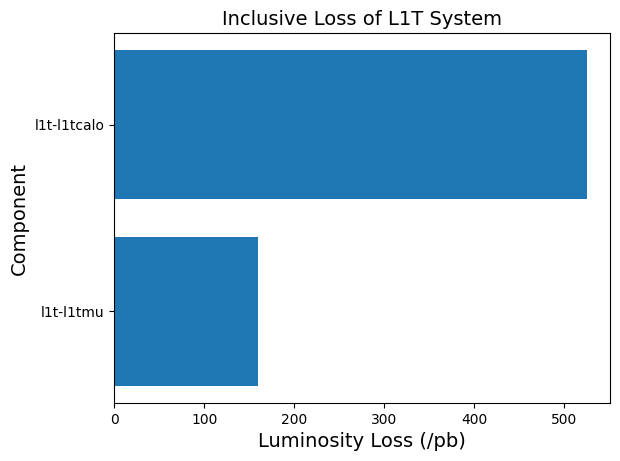 Inclusive Loss of L1T System
l1t-l1tcalo
l1t-l1tmu
Component
0 100 200 300 400 500
Luminosity Loss (/pb)